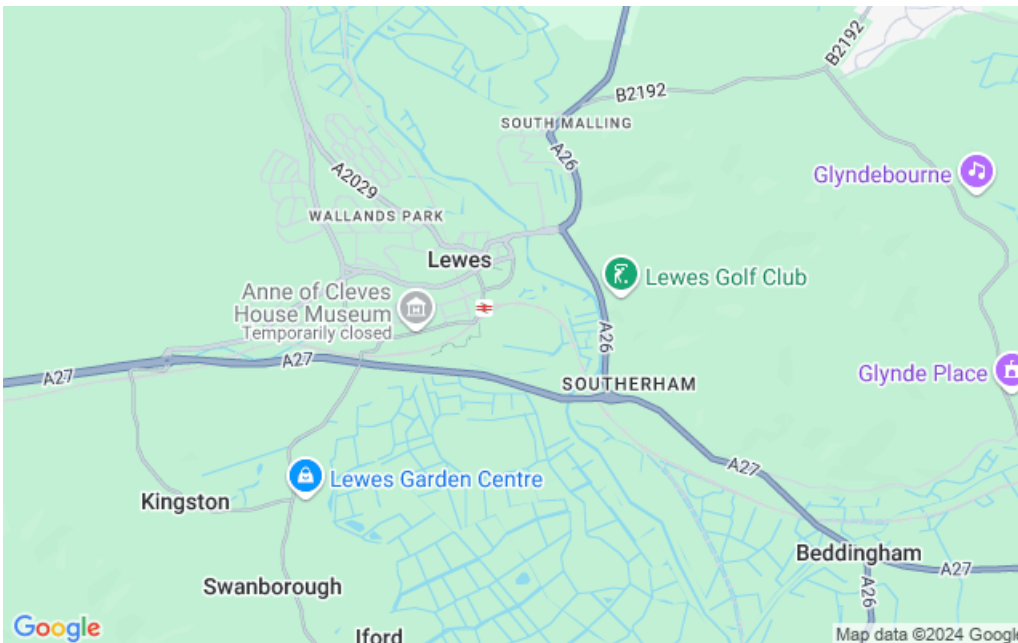 B2192
B2192
SOUTH MALLING
A26
Glyndebourne
A2029
WALLANDS PARK
Lewes
Lewes Golf Club
Anne of Cleves
House Museum
Temporarily closed
A26
A27
A27
Glynde Place
SOUTHERHAM
A27
Lewes Garden Centre
Kingston
Beddingham
A27
Swanborough
A26
Iford
Google
Map data ©2024 Google